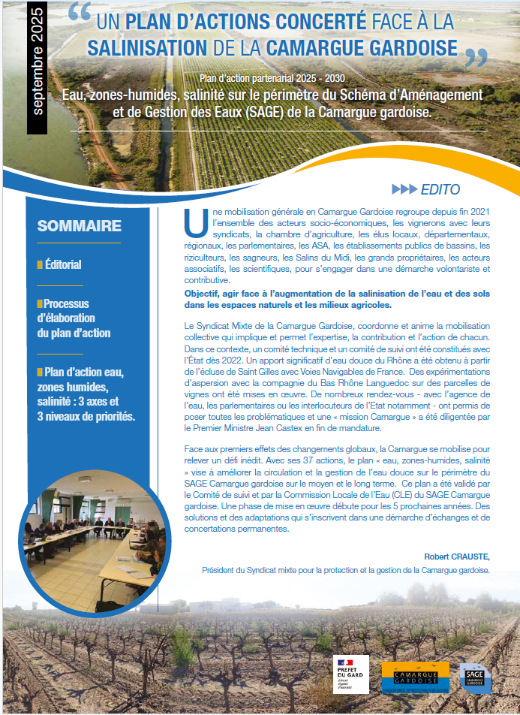 septembre 2025
“ UN PLAN D’ACTIONS CONCERTÉ FACE À LA
SALINISATION DE LA CAMARGUE GARDOISE ”
Plan d’action partenarial 2025 - 2030
Eau, zones-humides, salinité sur le périmètre du Schéma d’Aménagement
et de Gestion des Eaux (SAGE) de la Camargue gardoise.
SOMMAIRE
Éditorial
Processus
d’élaboration
du plan d’action
Plan d’action eau,
zones humides,
salinité : 3 axes et
3 niveaux de priorités.
EDITO
Une mobilisation générale en Camargue Gardoise regroupe depuis fin 2021
l’ensemble des acteurs socio-économiques, les vignerons avec leurs
syndicats, la chambre d’agriculture, les élus locaux, départementaux,
régionaux, les parlementaires, les ASA, les établissements publics de bassins, les
riziculteurs, les sagneurs, les Salins du Midi, les grands propriétaires, les acteurs
associatifs, les scientifiques, pour s’engager dans une démarche volontariste et
contributive.
Objectif, agir face à l’augmentation de la salinisation de l’eau et des sols
dans les espaces naturels et les milieux agricoles.
Le Syndicat Mixte de la Camargue Gardoise, coordonne et anime la mobilisation
collective qui implique et permet l’expertise, la contribution et l’action de chacun.
Dans ce contexte, un comité technique et un comité de suivi ont été constitués avec
l’État dès 2022. Un apport significatif d’eau douce du Rhône a été obtenu à partir
de l’écluse de Saint Gilles avec Voies Navigables de France. Des expérimentations
d’aspersion avec la compagnie du Bas Rhône Languedoc sur des parcelles de
vignes ont été mises en œuvre. De nombreux rendez-vous - avec l’agence de
l’eau, les parlementaires ou les interlocuteurs de l’Etat notamment - ont permis de
poser toutes les problématiques et une « mission Camargue » a été diligentée par
le Premier Ministre Jean Castex en fin de mandature.
Face aux premiers effets des changements globaux, la Camargue se mobilise pour
relever un défi inédit. Avec ses 37 actions, le plan « eau, zones-humides, salinité
» vise à améliorer la circulation et la gestion de l’eau douce sur le périmètre du
SAGE Camargue gardoise sur le moyen et le long terme. Ce plan a été validé par
le Comité de suivi et par la Commission Locale de l’Eau (CLE) du SAGE Camargue
gardoise. Une phase de mise en œuvre débute pour les 5 prochaines années. Des
solutions et des adaptations qui s’inscrivent dans une démarche d’échanges et de
concertations permanentes.
Robert CRAUSTE,
Président du Syndicat mixte pour la protection et la gestion de la Camargue gardoise.
PRÉFET
DU GARD
CAMARGUE
GARDOISE
SAGE
CAMARGUE
GARDOISE